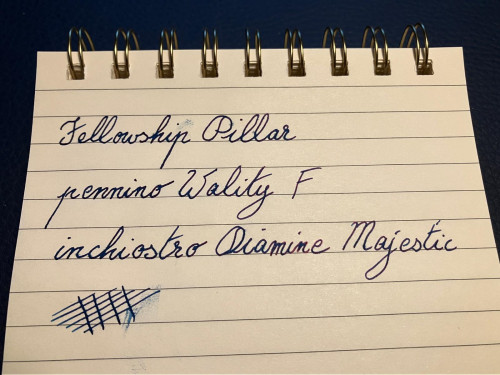 Fellowship Pillar
pennino Wality F
inchiostro Diamine Majestic